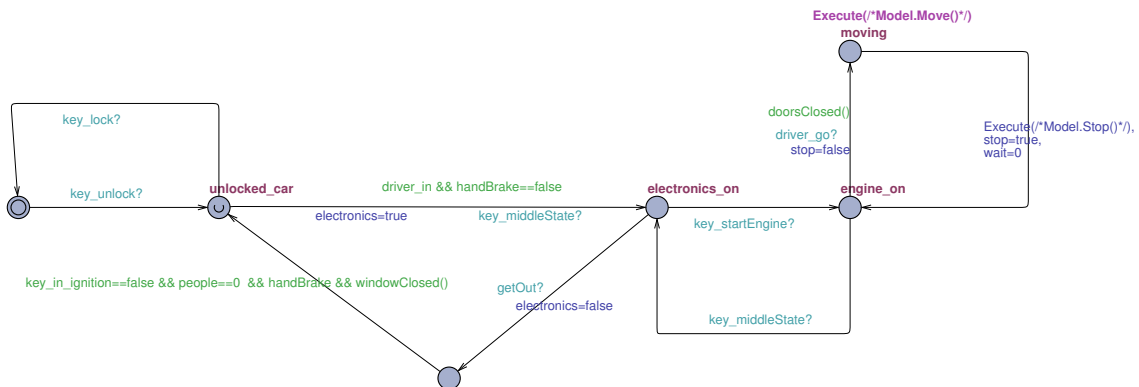 Execute(/*Model.Move()*/)
moving
doorsClosed()
key_lock?
Execute(/*Model.Stop()*/),
driver_go?
stop=true,
stop=false
wait=0
key_unlock?
unlocked_car
driver_in && handBrake==false
electronics_on
engine_on
electronics=true
key_middleState?
key_startEngine?
key_in_ignition==false && people==0 && handBrake && windowClosed()
getOut?
electronics=false
key_middleState?